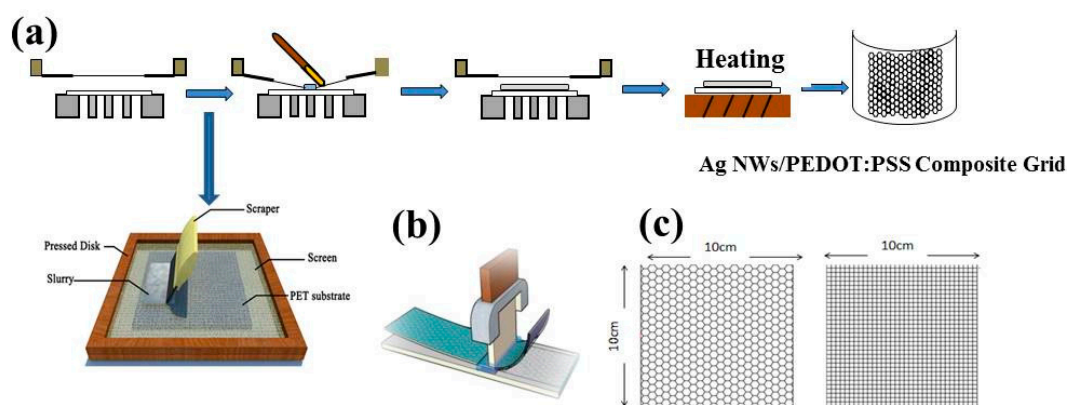 (a)
Heating
Ag NWs/PEDOT:PSS Composite Grid
Scraper
Pressed Disk
Screen
Slurry
PET substrate
(b)
(c)
10cm
10cm
10cm